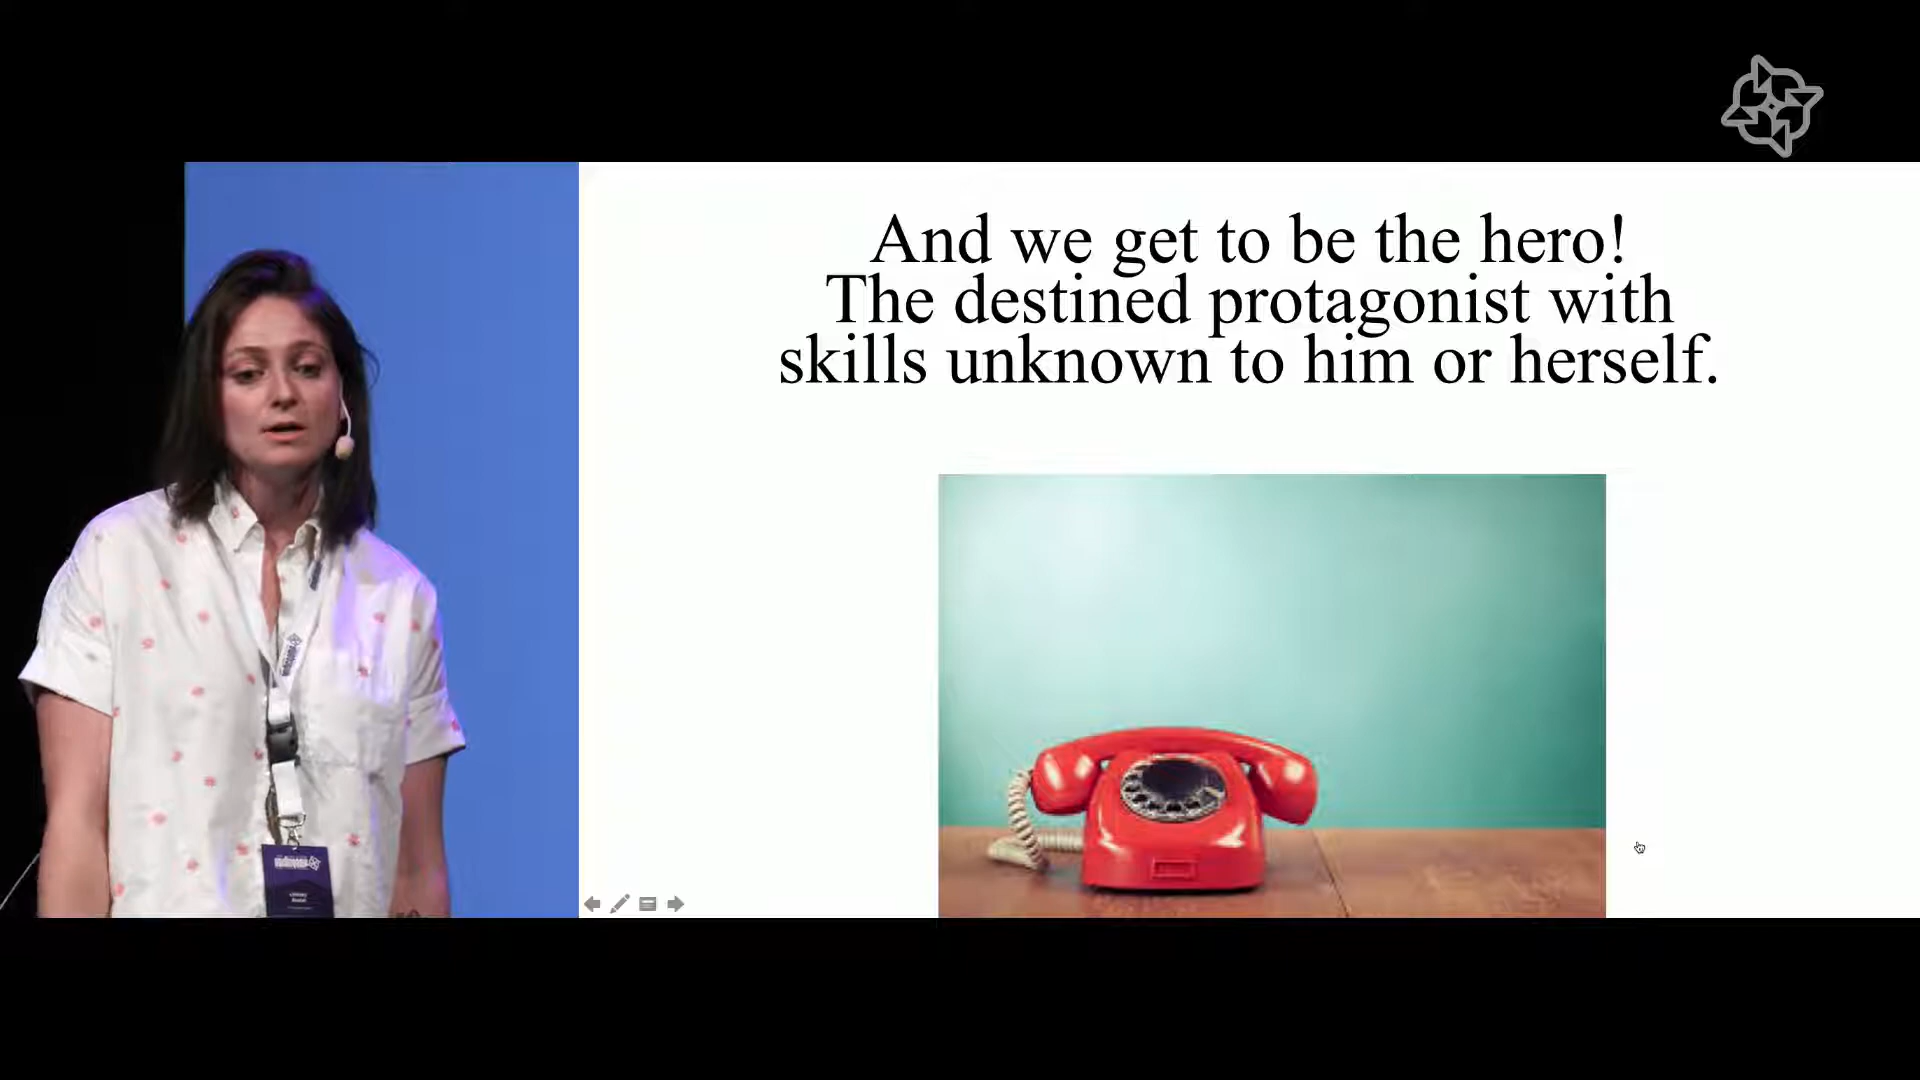 And we get to be the hero!
The destined protagonist with
skills unknown to him or herself.